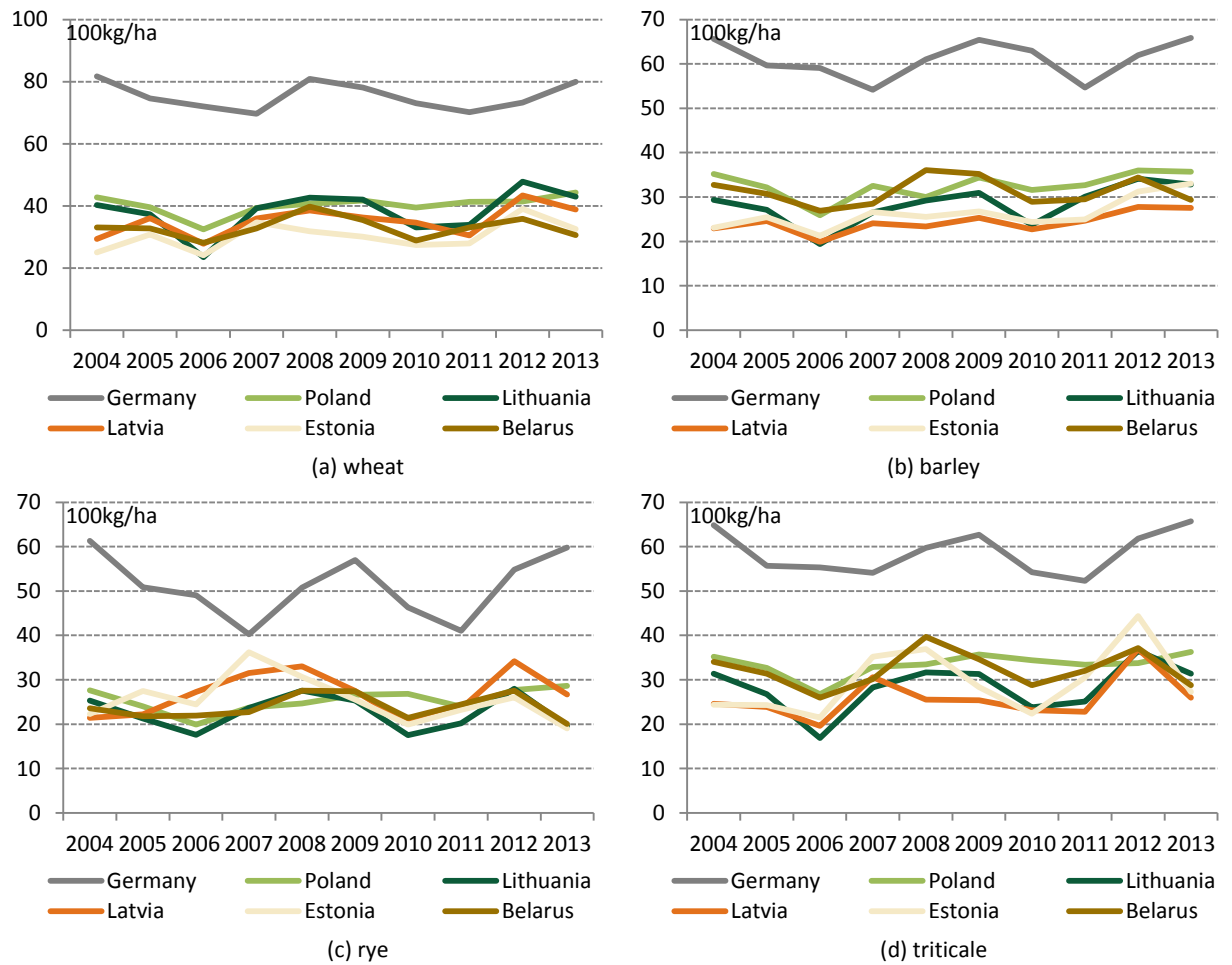 100
80
60
40
20
0
100kg/ha
2004 2005 2006 2007 2008 2009 2010 2011 2012 2013
Germany Poland Lithuania
Latvia Estonia Belarus
(a) wheat
70
60
50
40
30
20
10
0
100kg/ha
2004 2005 2006 2007 2008 2009 2010 2011 2012 2013
Germany Poland Lithuania
Latvia Estonia Belarus
(b) barley
70
60
50
40
30
20
10
0
100kg/ha
2004 2005 2006 2007 2008 2009 2010 2011 2012 2013
Germany Poland Lithuania
Latvia Estonia Belarus
(c) rye
70
60
50
40
30
20
10
0
100kg/ha
2004 2005 2006 2007 2008 2009 2010 2011 2012 2013
Germany Poland Lithuania
Latvia Estonia Belarus
(d) triticale